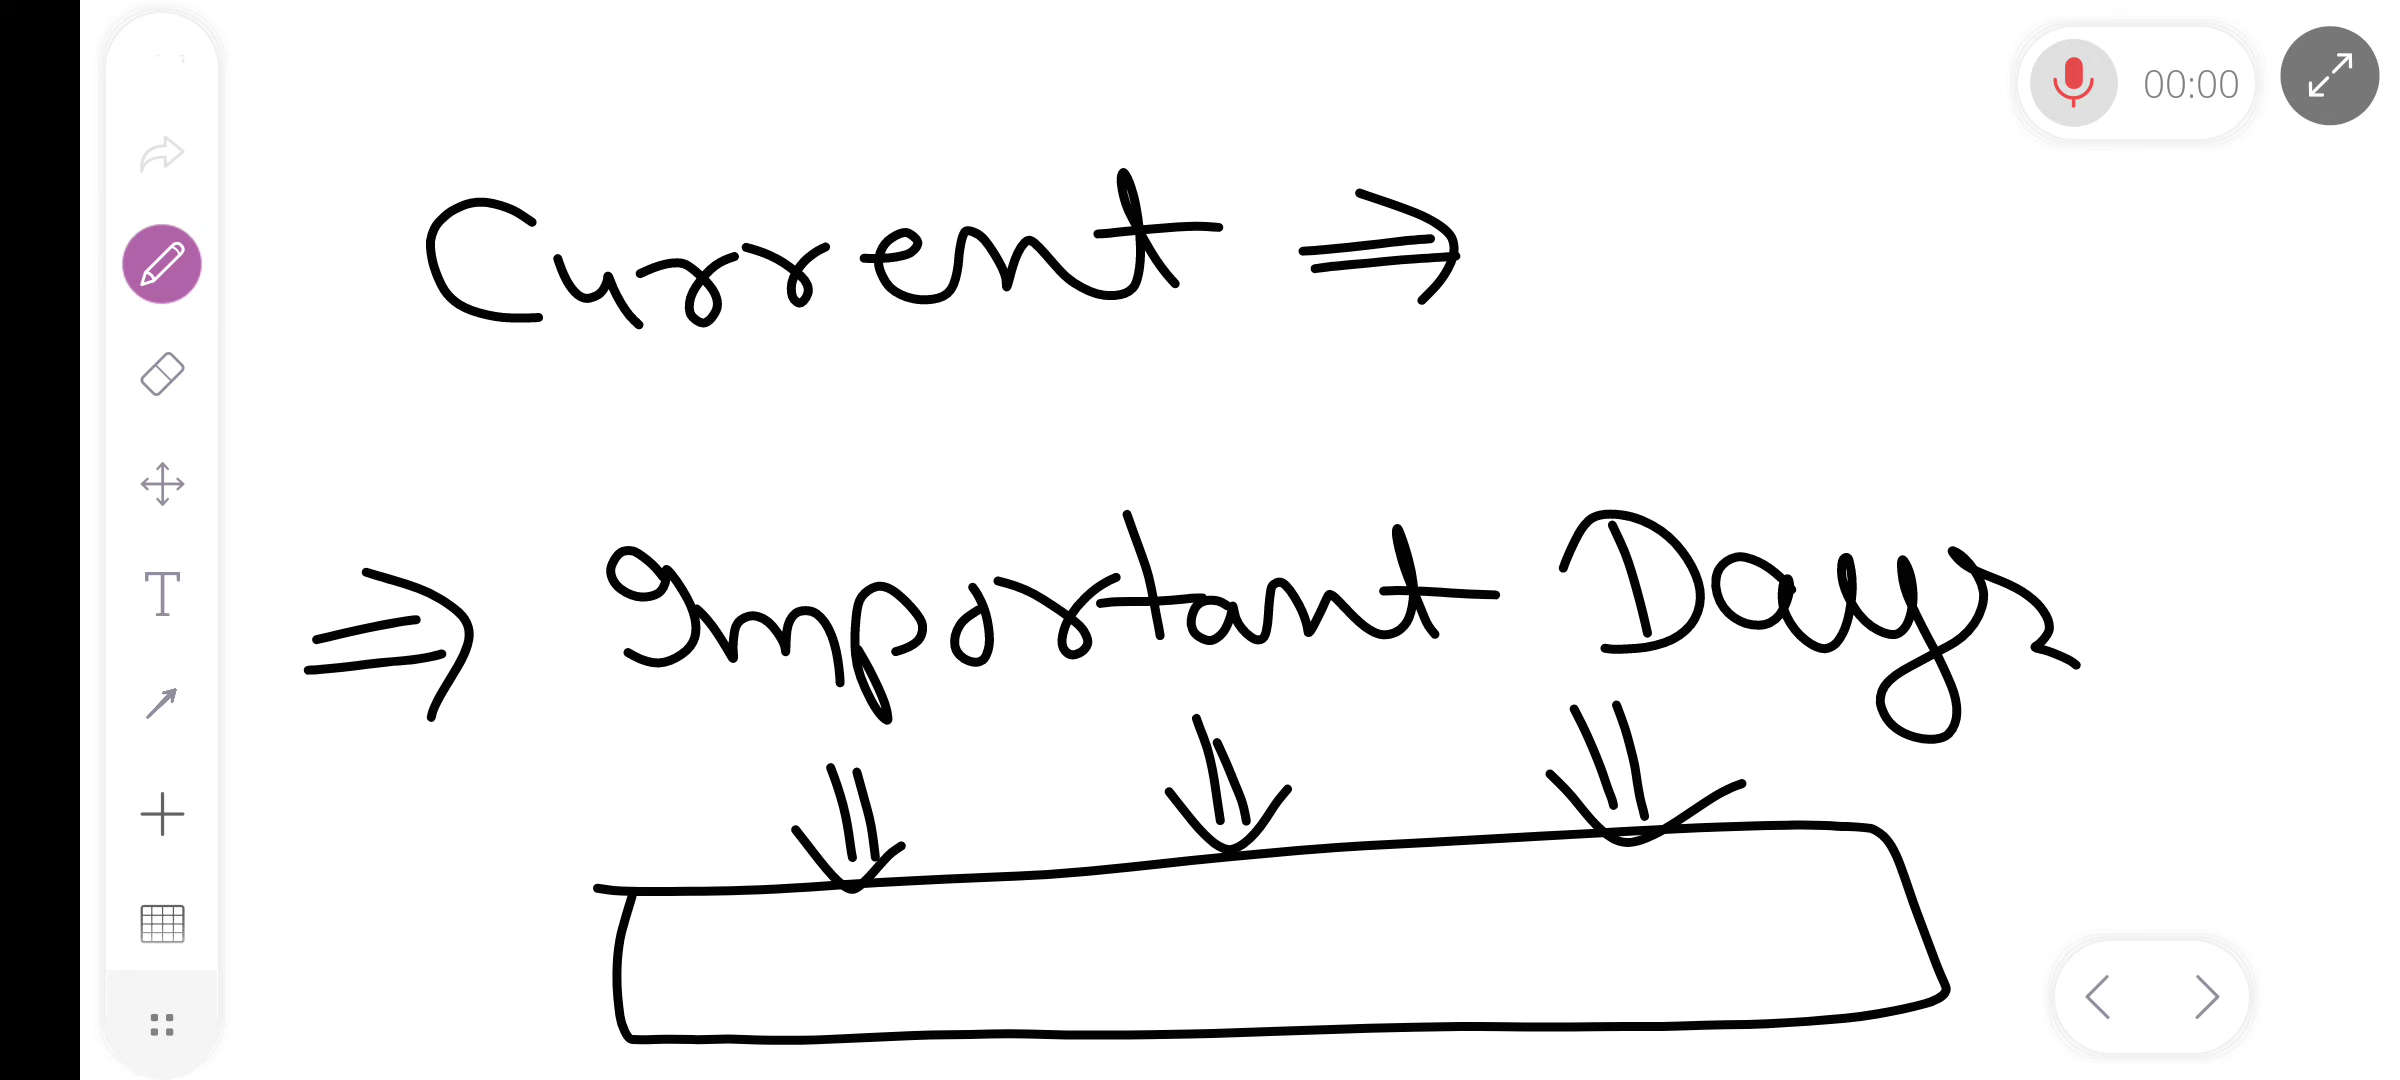 00:00
Current ⇒
⇒ Important Days
T